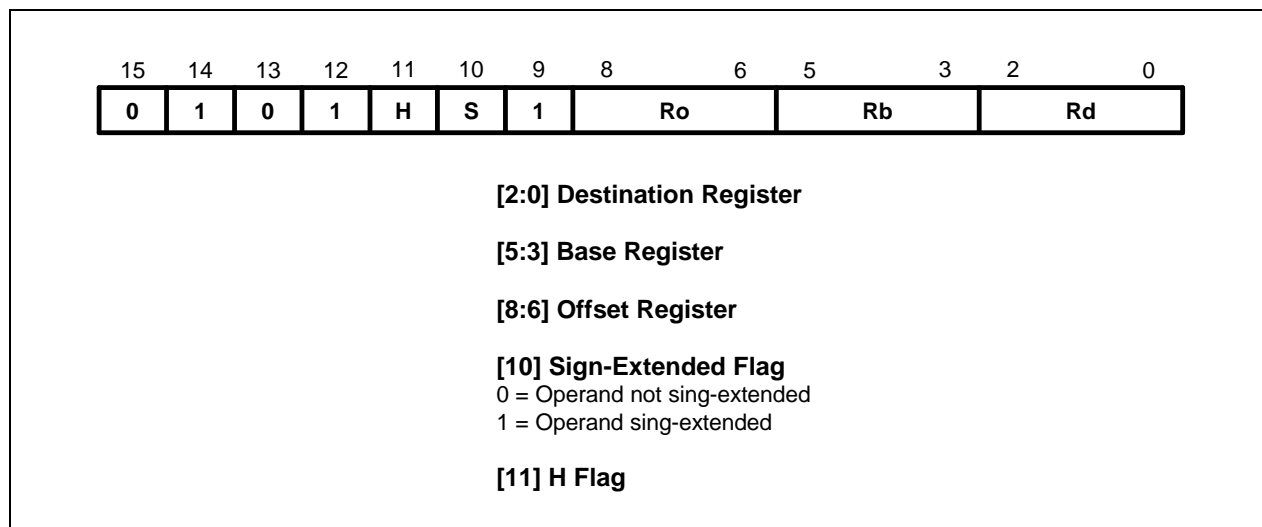 15 14 13 12 11 10 9 8 6 5 3 2 0
0 1 0 1 H S 1 Ro Rb Rd
[2:0] Destination Register
[5:3] Base Register
[8:6] Offset Register
[10] Sign-Extended Flag
0 = Operand not sing-extended
1 = Operand sing-extended
[11] H Flag